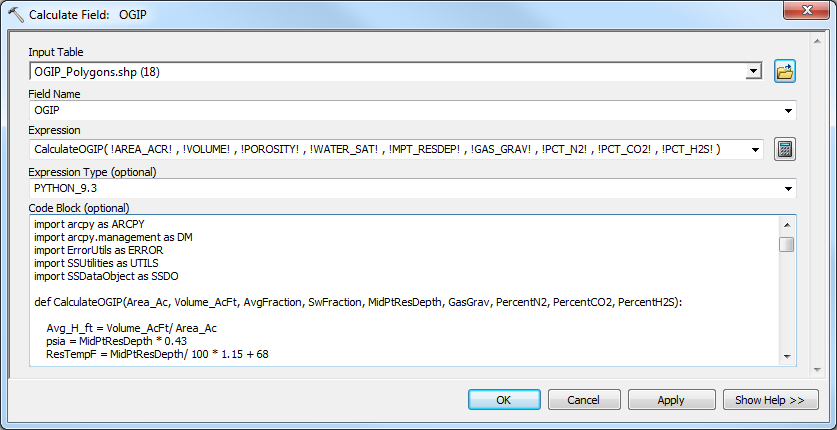 Calculate Field: OGIP
Input Table
OGIP_Polygons.shp (18)
Field Name
OGIP
Expression
CalculateOGIP( !AREA_ACR! , !VOLUME! , !POROSITY! , !WATER_SAT! , !MPT_RESDEP! , !GAS_GRAV! , !PCT_N2! , !PCT_CO2! , !PCT_H2S! )
Expression Type (optional)
PYTHON_9.3
Code Block (optional)
import arcpy as ARCPY
import arcpy.management as DM
import ErrorUtils as ERROR
import SSUtilities as UTILS
import SSDataObject as SSDO
def CalculateOGIP(Area_Ac, Volume_AcFt, AvgFraction, SwFraction, MidPtResDepth, GasGrav, PercentN2, PercentCO2, PercentH2S):
Avg_H_ft = Volume_AcFt/ Area_Ac
psia = MidPtResDepth * 0.43
ResTempF = MidPtResDepth/ 100 * 1.15 + 68
OK
Cancel
Apply
Show Help >>